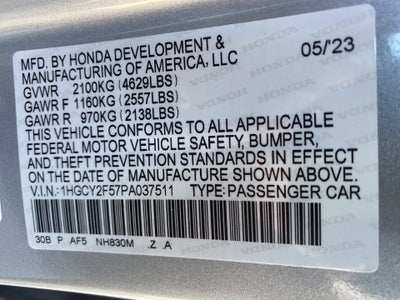 MFD. BY HONDA DEVELOPMENT & 05/23
MANUFACTURING OF AMERICA, LLC
GVWR 2100KG (4629LBS)
GAWR F 1160KG (2557LBS)
GAWR R 970KG (2138LBS)
THIS VEHICLE CONFORMS TO ALL APPLICABLE
FEDERAL MOTOR VEHICLE SAFETY, BUMPER,
AND THEFT PREVENTION STANDARDS IN EFFECT
ON THE DATE OF MANUFACTURE SHOWN ABOVE.
V.I.N.:1HGCY2F57PA037511 TYPE:PASSENGER CAR
30B P AF5 NH830M .Z .A